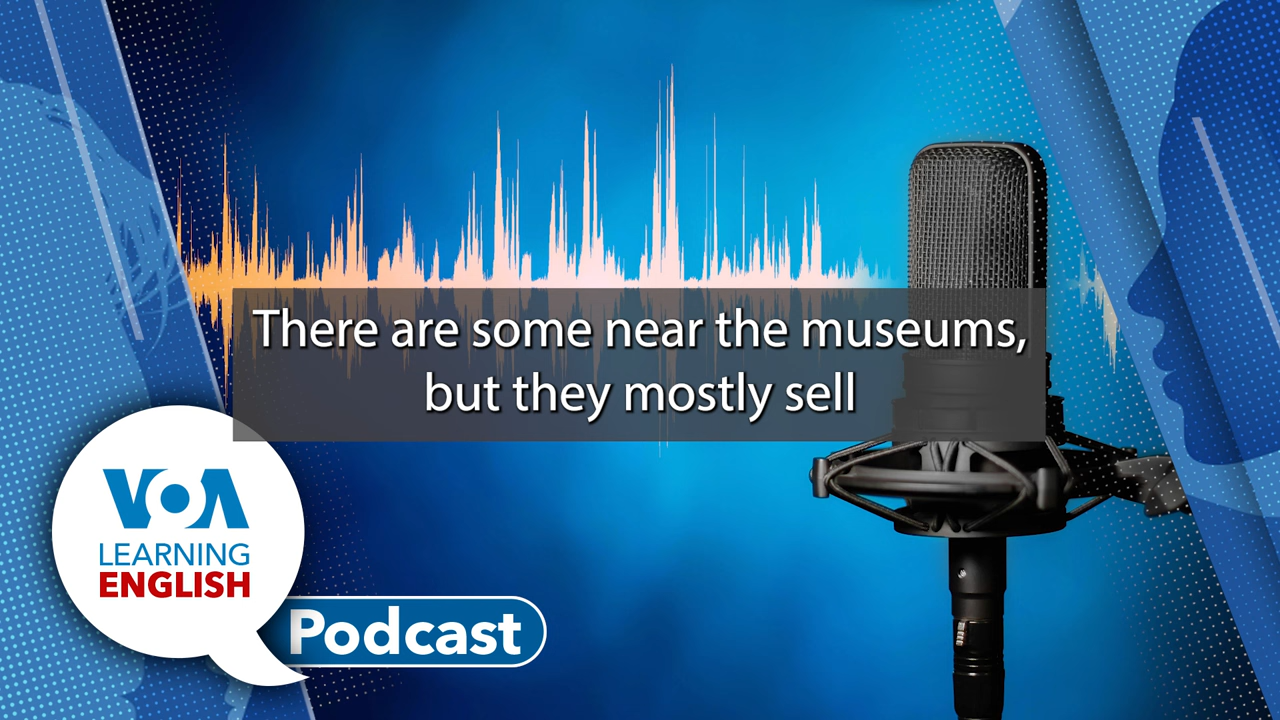 There are some near the museums,
but they mostly sell
VOA
LEARNING
ENGLISH
Podcast